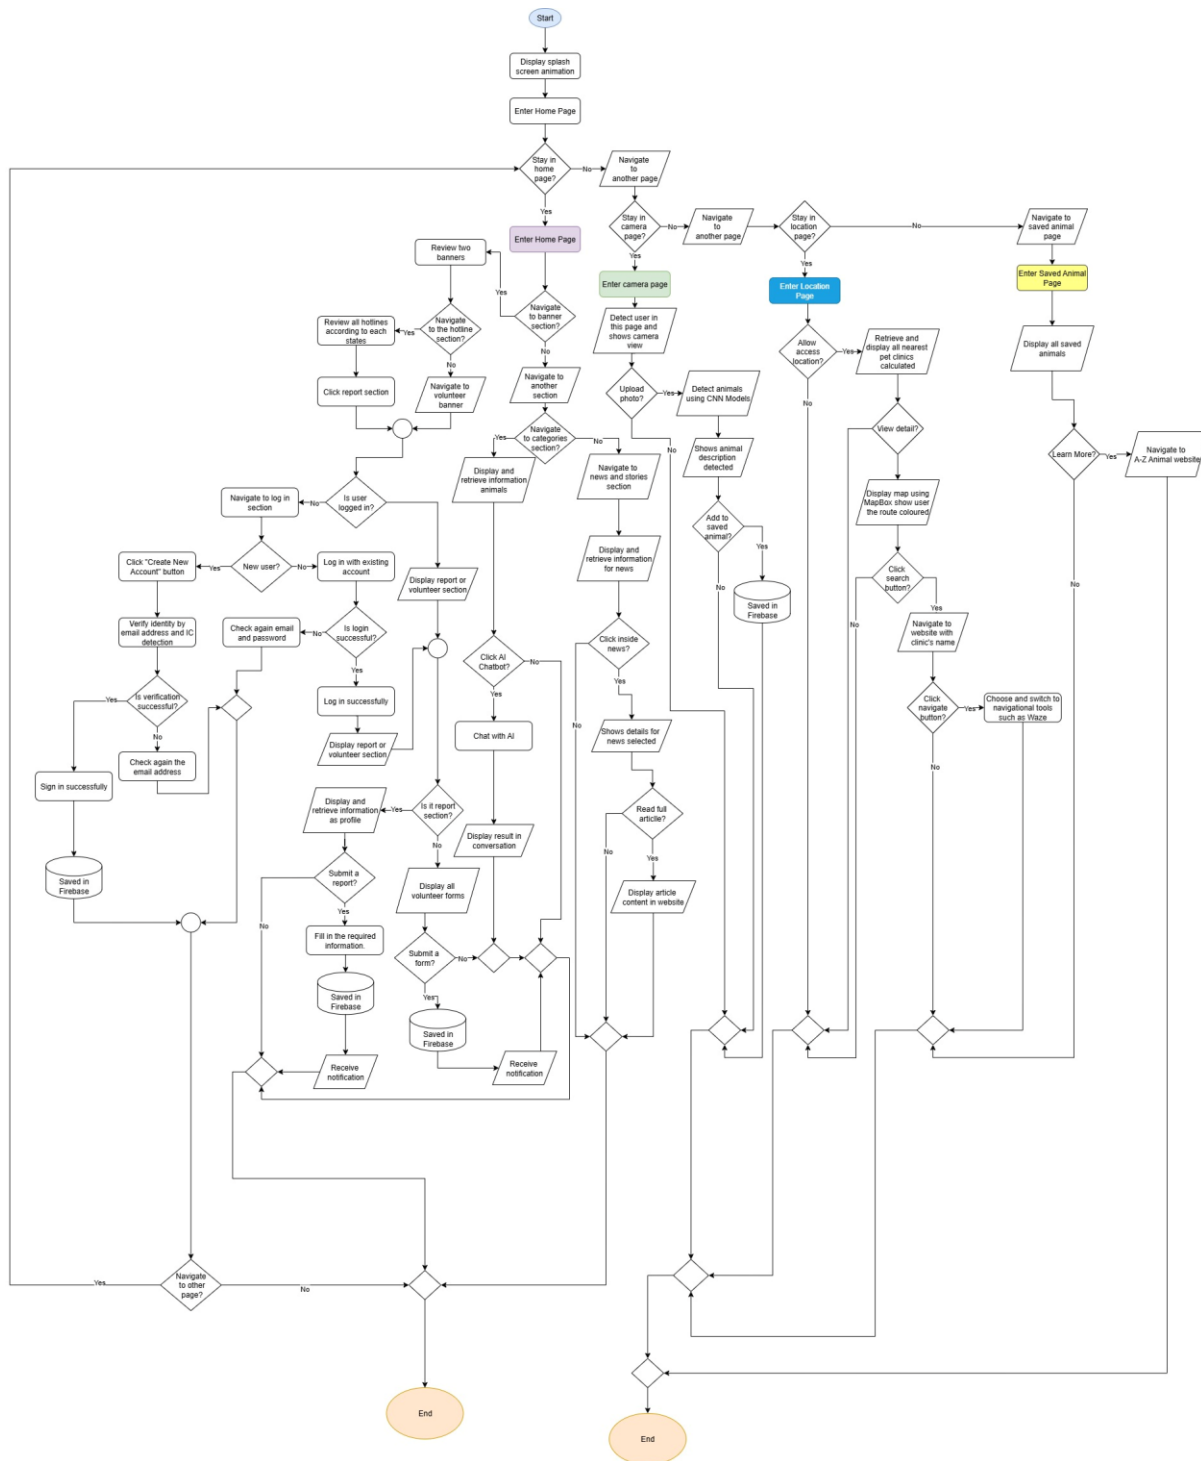 Start
Display splash
screen animation
Enter Home Page
Stay in
home
page?
No
Navigate
to
another page
Yes
Stay in
camera
page?
No
Navigate
to
another page
Stay in
location
page?
No
Navigate to
saved animal
page
Enter Home Page
Yes
Yes
Review two
banners
Yes
Enter camera page
Enter Location
Page
Enter Saved Animal
Page
Navigate
to banner
section?
Detect user in
this page and
shows camera
view
Review all hotlines
according to each
states
Yes
Navigate
to the hotline
section?
No
No
Allow
access
location?
Yes
Retrieve and
display all nearest
pet clinics
calculated
Display all saved
animals
Click report section
Navigate to
volunteer
banner
Navigate to
another
section
Upload
photo?
Yes
Detect animals
using CNN Models
No
No
Navigate
to categories
section?
Yes
No
View detail?
Shows animal
description
detected
Learn More?
Yes
Navigate to
A-Z Animal website
Display and
retrieve information
animals
Navigate to
news and stories
section
Navigate to log in
section
No
Is user
logged in?
Display map using
MapBox show user
the route coloured
Add to
saved
animal?
Yes
No
No
Click "Create New
Account" button
Yes
New user?
No
Log in with existing
account
Display and
retrieve information
for news
Display report or
volunteer section
Click
search
button?
Yes
No
Saved in
Firebase
Verify identity by
email address and IC
detection
Check again email
and password
No
Is login
successful?
Navigate to
website with
clinic's name
Click inside
news?
Click AI
Chatbot?
No
Yes
Yes
Yes
Is verification
successful?
Yes
No
Log in successfully
Click
navigate
button?
Yes
Choose and switch to
navigational tools
such as Waze
No
Chat with AI
Shows details for
news selected
Display report or
volunteer section
Check again the
email address
Sign in successfully
No
Display and
retrieve information
as profile
Yes
Is it report
section?
No
Read full
articlle?
Display result in
conversation
No
Yes
Saved in
Firebase
Submit a
report?
Display all
volunteer forms
Display article
content in website
Yes
No
Fill in the required
information.
Submit a
form?
No
Yes
Saved in
Firebase
Saved in
Firebase
Receive
notification
Receive
notification
Navigate
to other
page?
Yes
No
End
End